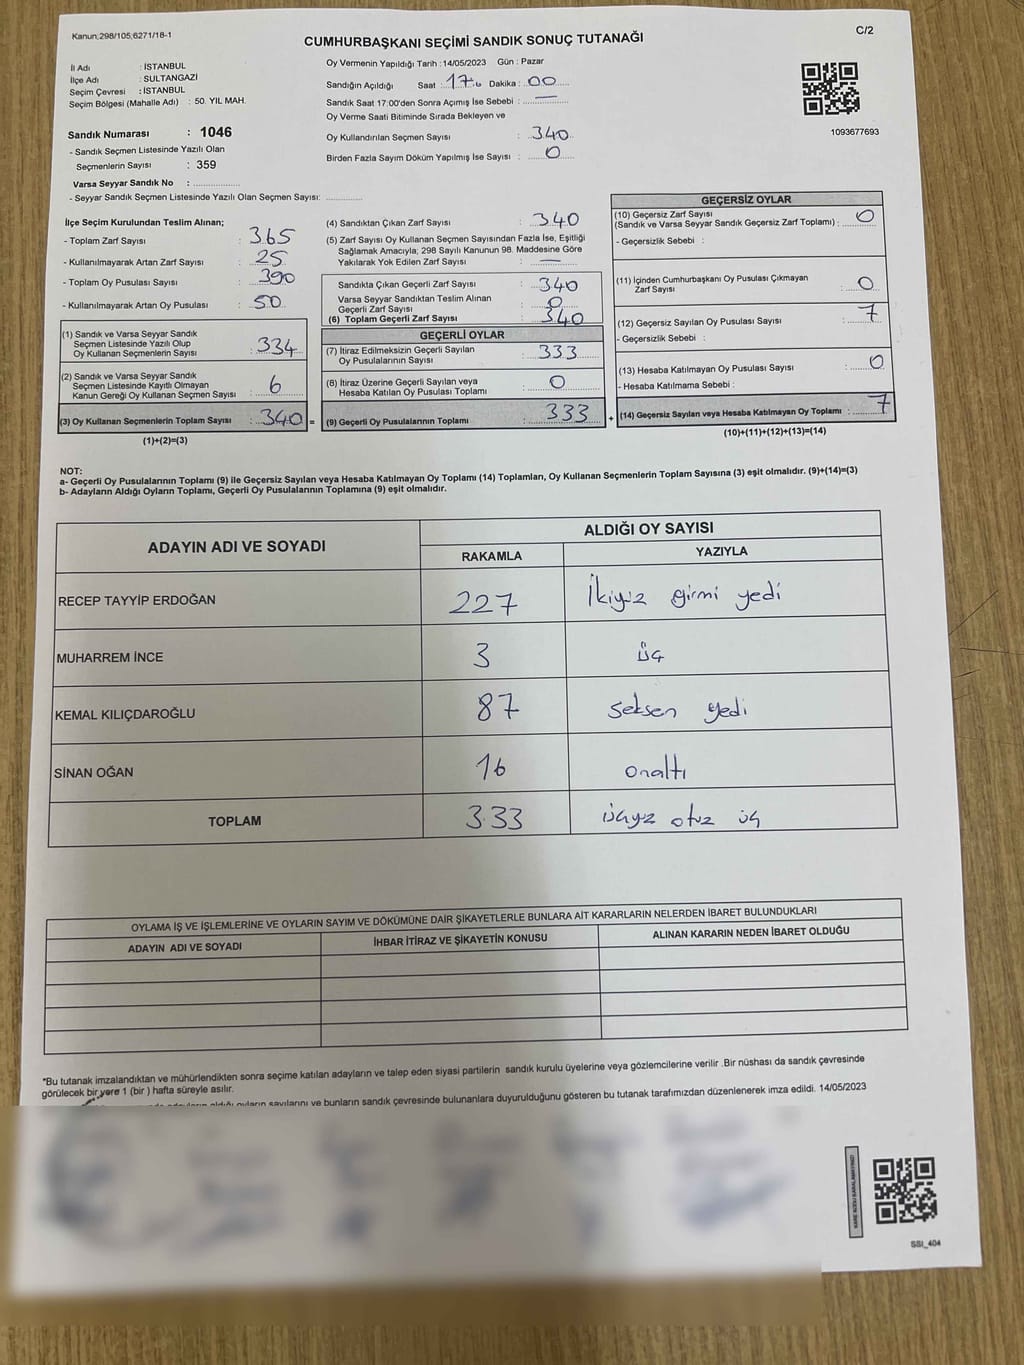 Kanun;298/105;6271/18-1
C/2
CUMHURBAŞKANI SEÇİMİ SANDIK SONUÇ TUTANAĞI
İl Adı : İSTANBUL
İlçe Adı : SULTANGAZİ
Seçim Çevresi : İSTANBUL
Seçim Bölgesi (Mahalle Adı) : 50. YIL MAH.
Sandık Numarası : 1046
- Sandık Seçmen Listesinde Yazılı Olan
Seçmenlerin Sayısı : 359
Varsa Seyyar Sandık No : ....................
- Seyyar Sandık Seçmen Listesinde Yazılı Olan Seçmen Sayısı: ...............
Oy Vermenin Yapıldığı Tarih :14/05/2023 Gün : Pazar
Sandığın Açıldığı Saat : 17 Dakika : 00
Sandık Saat 17:00'den Sonra Açımış İse Sebebi : —
Oy Verme Saati Bitiminde Sırada Bekleyen ve
Oy Kullandırılan Seçmen Sayısı : 340
Birden Fazla Sayım Döküm Yapılmış İse Sayısı : 0
1093677693
İlçe Seçim Kurulundan Teslim Alınan;
- Toplam Zarf Sayısı : 365
- Kullanılmayarak Artan Zarf Sayısı : 25
- Toplam Oy Pusulası Sayısı : 390
- Kullanılmayarak Artan Oy Pusulası : 50
(1) Sandık ve Varsa Seyyar Sandık
Seçmen Listesinde Yazılı Olup
Oy Kullanan Seçmenlerin Sayısı : 334
(2) Sandık ve Varsa Seyyar Sandık
Seçmen Listesinde Kayıtlı Olmayan
Kanun Gereği Oy Kullanan Seçmen Sayısı : 6
(3) Oy Kullanan Seçmenlerin Toplam Sayısı : 340 =
(1)+(2)=(3)
(4) Sandıktan Çıkan Zarf Sayısı : 340
(5) Zarf Sayısı Oy Kullanan Seçmen Sayısından Fazla İse, Eşitliği
Sağlamak Amacıyla; 298 Sayılı Kanunun 98. Maddesine Göre
Yakılarak Yok Edilen Zarf Sayısı : —
Sandıkta Çıkan Geçerli Zarf Sayısı : 340
Varsa Seyyar Sandıktan Teslim Alınan
Geçerli Zarf Sayısı : 0
(6) Toplam Geçerli Zarf Sayısı : 340
GEÇERLİ OYLAR
(7) İtiraz Edilmeksizin Geçerli Sayılan
Oy Pusulalarının Sayısı : 333
(8) İtiraz Üzerine Geçerli Sayılan veya
Hesaba Katılan Oy Pusulası Toplamı : 0
(9) Geçerli Oy Pusulalarının Toplamı : 333 +
GEÇERSİZ OYLAR
(10) Geçersiz Zarf Sayısı
(Sandık ve Varsa Seyyar Sandık Geçersiz Zarf Toplamı) : 0
- Geçersizlik Sebebi :
(11) İçinden Cumhurbaşkanı Oy Pusulası Çıkmayan
Zarf Sayısı : 0
(12) Geçersiz Sayılan Oy Pusulası Sayısı : 7
- Geçersizlik Sebebi :
(13) Hesaba Katılmayan Oy Pusulası Sayısı : 0
- Hesaba Katılmama Sebebi :
(14) Geçersiz Sayılan veya Hesaba Katılmayan Oy Toplamı : 7
(10)+(11)+(12)+(13)=(14)
NOT:
a- Geçerli Oy Pusulalarının Toplamı (9) ile Geçersiz Sayılan veya Hesaba Katılmayan Oy Toplamı (14) Toplamları, Oy Kullanan Seçmenlerin Toplam Sayısına (3) eşit olmalıdır. (9)+(14)=(3)
b- Adayların Aldığı Oyların Toplamı, Geçerli Oy Pusulalarının Toplamına (9) eşit olmalıdır.
ADAYIN ADI VE SOYADI
ALDIĞI OY SAYISI
RAKAMLA YAZIYLA
RECEP TAYYİP ERDOĞAN 227 İkiyüz girmi yedi
MUHARREM İNCE 3 üç
KEMAL KILIÇDAROĞLU 87 Seksen yedi
SİNAN OĞAN 16 onaltı
TOPLAM 333 üçyüz otuz üç
OYLAMA İŞ VE İŞLEMLERİNE VE OYLARIN SAYIM VE DÖKÜMÜNE DAİR ŞİKAYETLERLE BUNLARA AİT KARARLARIN NELERDEN İBARET BULUNDUKLARI
ADAYIN ADI VE SOYADI İHBAR İTİRAZ VE ŞİKAYETİN KONUSU ALINAN KARARIN NEDEN İBARET OLDUĞU
*Bu tutanak imzalandıktan ve mühürlendikten sonra seçime katılan adayların ve talep eden siyasi partilerin sandık kurulu üyelerine veya gözlemcilerine verilir .Bir nüshası da sandık çevresinde
görülecek bir yere 1 (bir ) hafta süreyle asılır.
adayların aldığı oyların sayılarını ve bunların sandık çevresinde bulunanlara duyurulduğunu gösteren bu tutanak tarafımızdan düzenlenerek imza edildi. 14/05/2023
KARE KODU KARALAMAYINIZ!
SSI_404